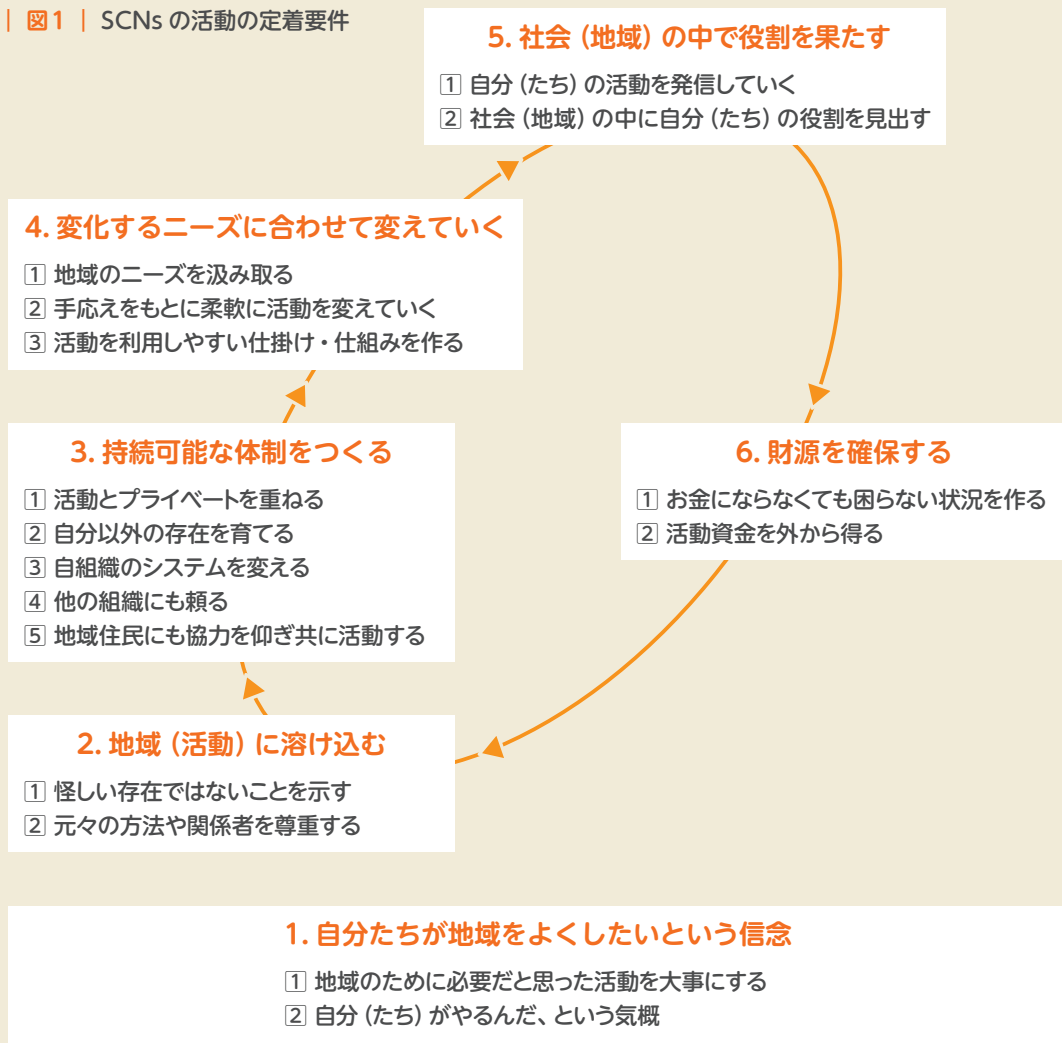 | 図1 | SCNs の活動の定着要件
5. 社会（地域）の中で役割を果たす
1 自分（たち）の活動を発信していく
2 社会（地域）の中に自分（たち）の役割を見出す
4. 変化するニーズに合わせて変えていく
1 地域のニーズを汲み取る
2 手応えをもとに柔軟に活動を変えていく
3 活動を利用しやすい仕掛け・仕組みを作る
3. 持続可能な体制をつくる
1 活動とプライベートを重ねる
2 自分以外の存在を育てる
3 自組織のシステムを変える
4 他の組織にも頼る
5 地域住民にも協力を仰ぎ共に活動する
6. 財源を確保する
1 お金にならなくても困らない状況を作る
2 活動資金を外から得る
2. 地域（活動）に溶け込む
1 怪しい存在ではないことを示す
2 元々の方法や関係者を尊重する
1. 自分たちが地域をよくしたいという信念
1 地域のために必要だと思った活動を大事にする
2 自分（たち）がやるんだ、という気概